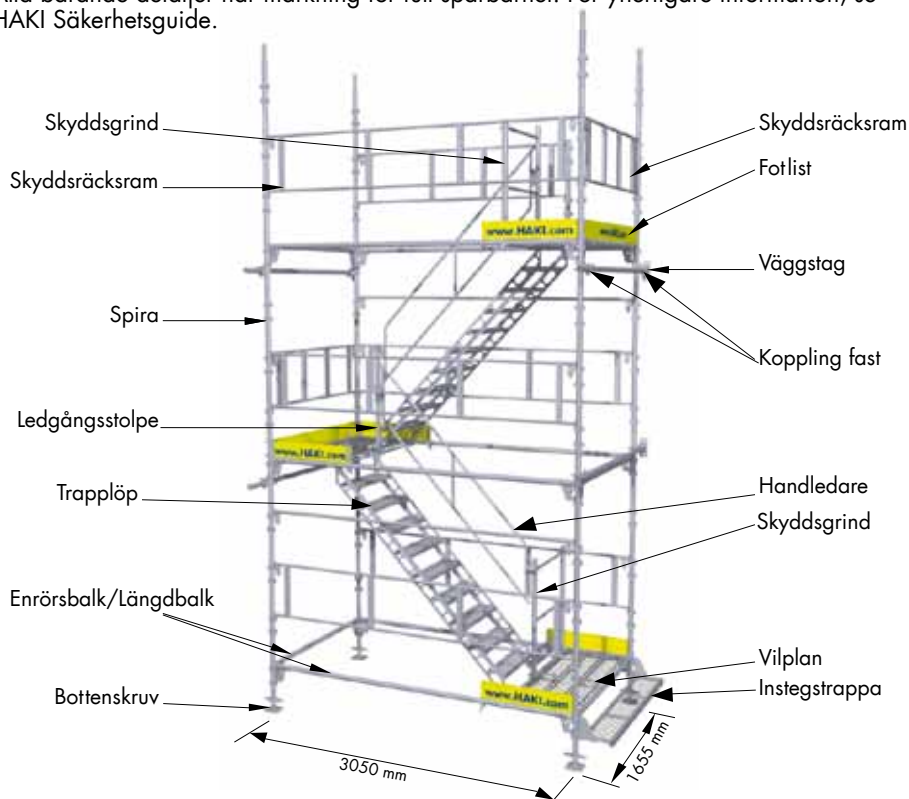 HAKI Säkerhetsguide.
Skyddsgrind
Skyddsräcksram
Skyddsräcksram
Fotlist
www.HAKI.com
Väggstag
Spira
Koppling fast
Ledgångsstolpe
www.HAKI.com
Trapplöp
Handledare
Skyddsgrind
Enrörsbalk/Längdbalk
Vilplan
Instegstrappa
www.HAKI.com
Bottenskruv
3050 mm
1655 mm